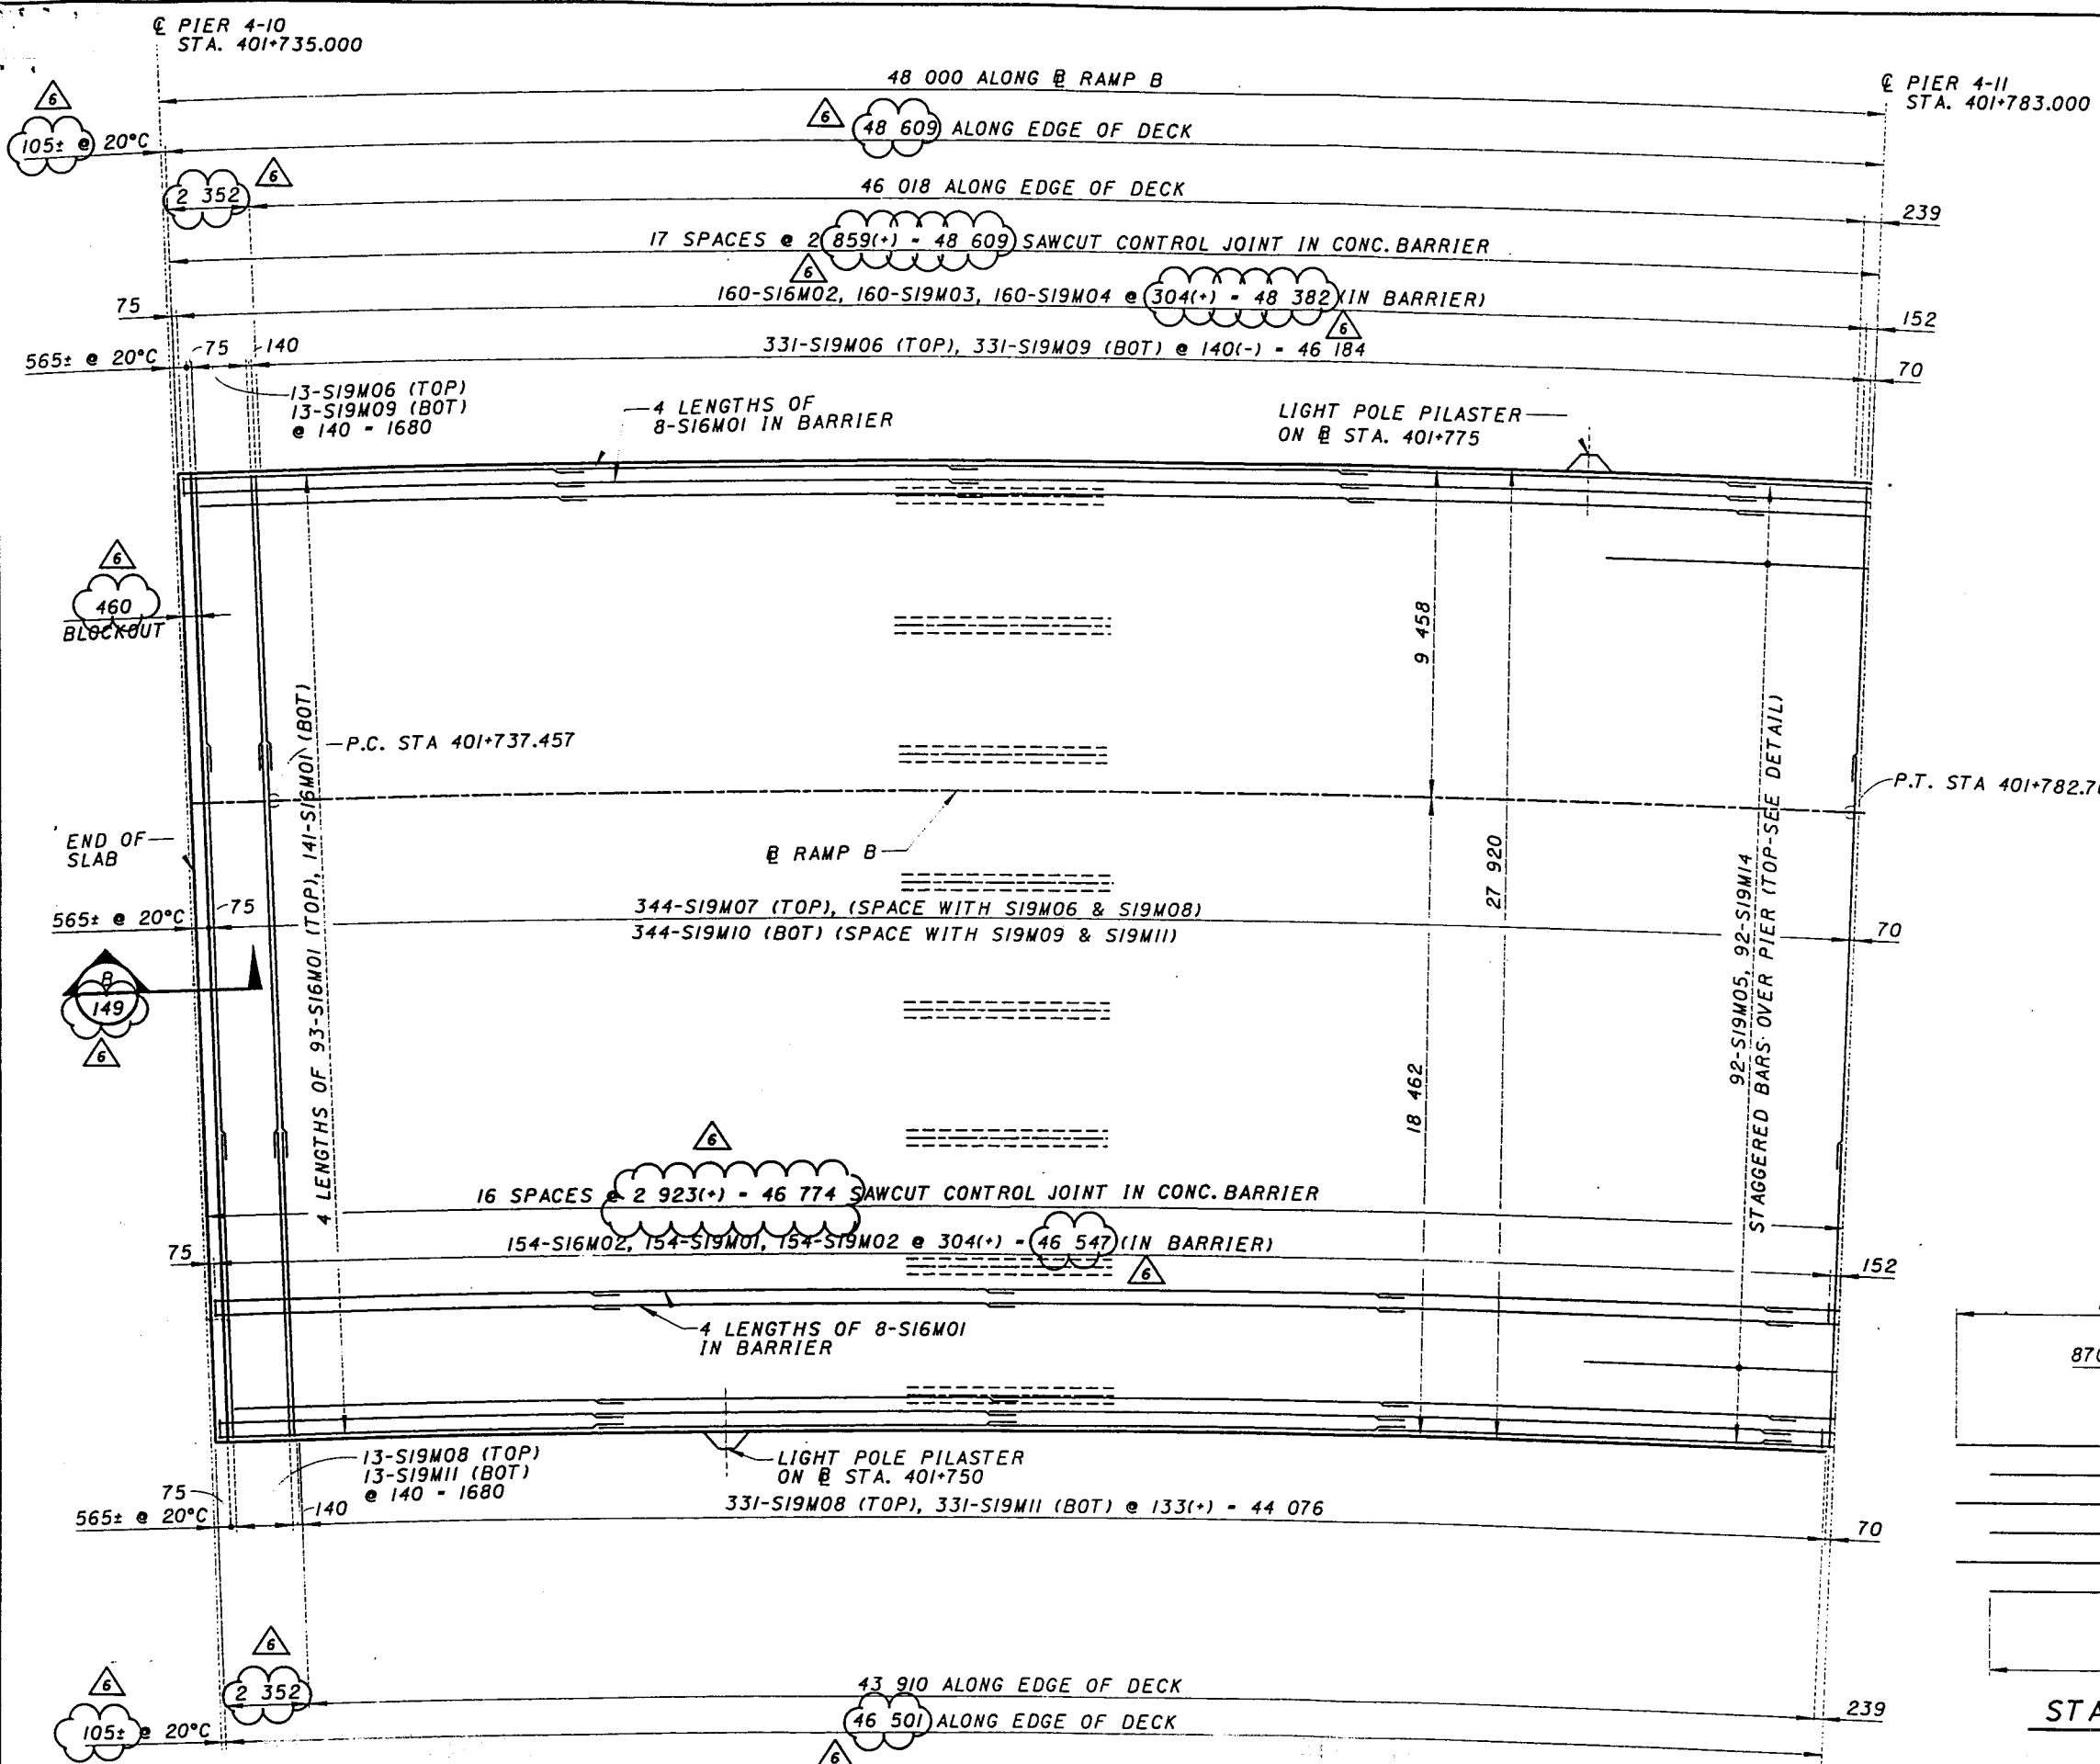 ℄ PIER 4-10
STA. 401+735.000
48 000 ALONG ℄ RAMP B
℄ PIER 4-11
STA. 401+783.000
6
105± @ 20°C
6
48 609 ALONG EDGE OF DECK
2 352
6
46 018 ALONG EDGE OF DECK
239
17 SPACES @ 2 859(+) = 48 609 SAWCUT CONTROL JOINT IN CONC. BARRIER
6
75
160-S16M02, 160-S19M03, 160-S19M04 @ 304(+) = 48 382 (IN BARRIER)
6
152
565± @ 20°C
75
140
331-S19M06 (TOP), 331-S19M09 (BOT) @ 140(-) = 46 184
70
13-S19M06 (TOP)
13-S19M09 (BOT)
@ 140 = 1680
4 LENGTHS OF
8-S16M01 IN BARRIER
LIGHT POLE PILASTER
ON ℄ STA. 401+775
6
460
BLOCKOUT
9 458
4 LENGTHS OF 93-S16M01 (TOP), 141-S16M01 (BOT)
P.C. STA 401+737.457
P.T. STA 401+782.7
END OF
SLAB
℄ RAMP B
27 920
92-S19M05, 92-S19M14
STAGGERED BARS OVER PIER (TOP-SEE DETAIL)
565± @ 20°C
75
344-S19M07 (TOP), (SPACE WITH S19M06 & S19M08)
344-S19M10 (BOT) (SPACE WITH S19M09 & S19M11)
70
B
149
6
18 462
6
16 SPACES @ 2 923(+) = 46 774 SAWCUT CONTROL JOINT IN CONC. BARRIER
75
154-S16M02, 154-S19M01, 154-S19M02 @ 304(+) = 46 547 (IN BARRIER)
6
152
4 LENGTHS OF 8-S16M01
IN BARRIER
870
13-S19M08 (TOP)
13-S19M11 (BOT)
@ 140 = 1680
LIGHT POLE PILASTER
ON ℄ STA. 401+750
75
565± @ 20°C
140
331-S19M08 (TOP), 331-S19M11 (BOT) @ 133(+) = 44 076
70
6
2 352
43 910 ALONG EDGE OF DECK
239
6
105± @ 20°C
46 501 ALONG EDGE OF DECK
6
STA